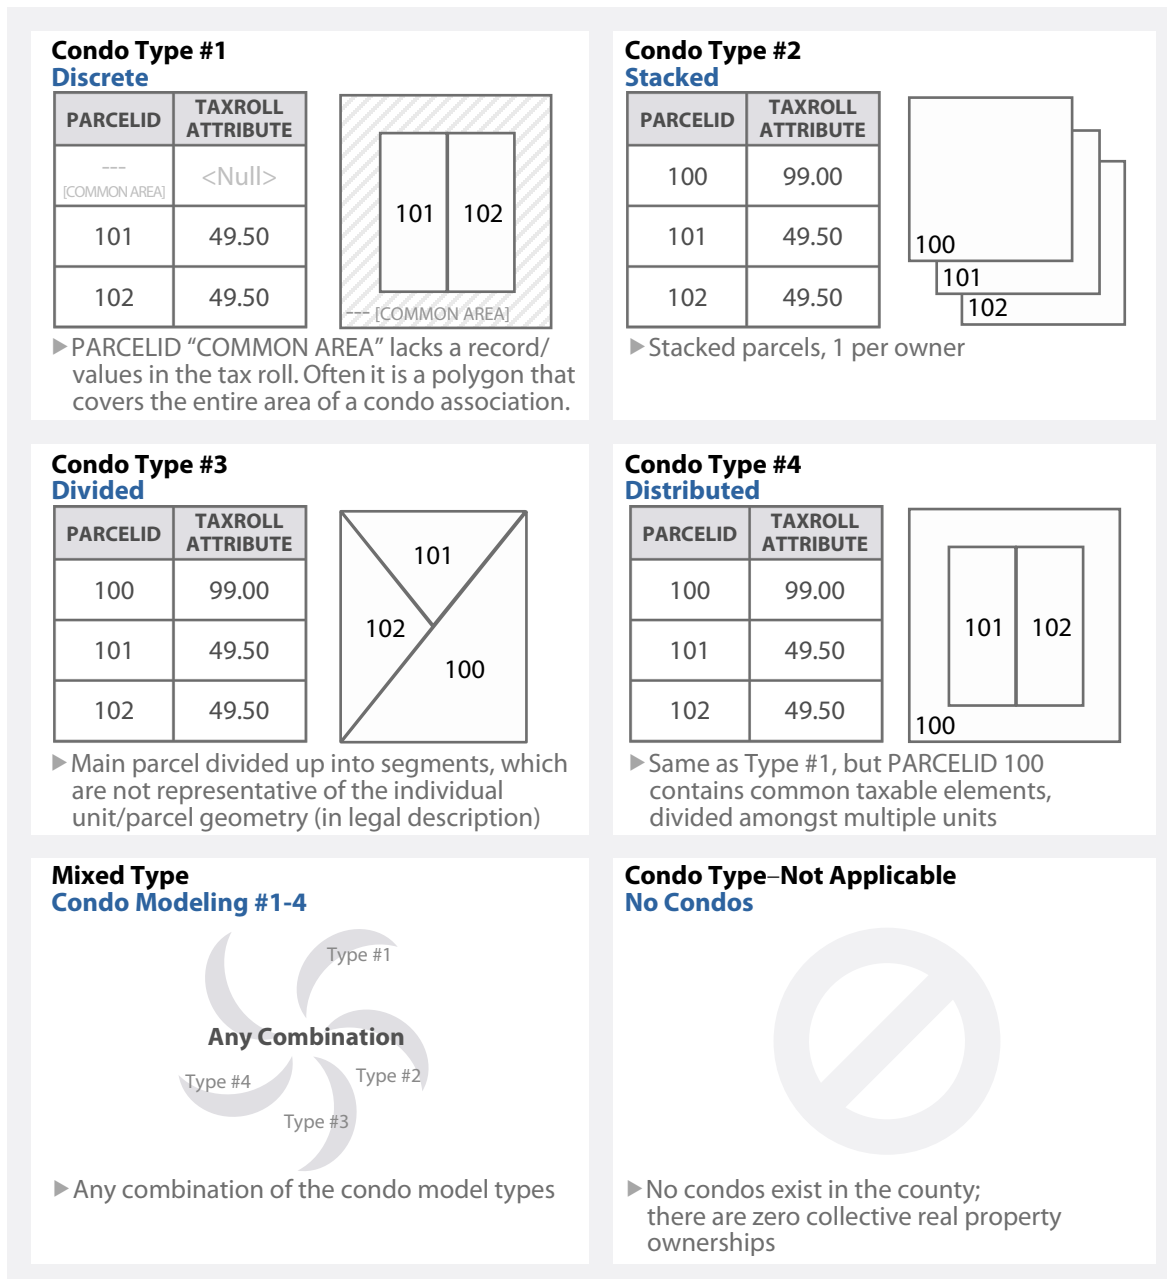 Condo Type #1
Discrete
PARCELID
TAXROLL
ATTRIBUTE
---
[COMMON AREA]
<Null>
101
49.50
102
49.50
101
102
--- [COMMON AREA]
PARCELID “COMMON AREA” lacks a record/
values in the tax roll. Often it is a polygon that
covers the entire area of a condo association.
Condo Type #2
Stacked
PARCELID
TAXROLL
ATTRIBUTE
100
99.00
101
49.50
102
49.50
100
101
102
Stacked parcels, 1 per owner
Condo Type #3
Divided
PARCELID
TAXROLL
ATTRIBUTE
100
99.00
101
49.50
102
49.50
101
102
100
Main parcel divided up into segments, which
are not representative of the individual
unit/parcel geometry (in legal description)
Condo Type #4
Distributed
PARCELID
TAXROLL
ATTRIBUTE
100
99.00
101
49.50
102
49.50
101
102
100
Same as Type #1, but PARCELID 100
contains common taxable elements,
divided amongst multiple units
Mixed Type
Condo Modeling #1-4
Type #1
Any Combination
Type #2
Type #4
Type #3
Any combination of the condo model types
Condo Type–Not Applicable
No Condos
No condos exist in the county;
there are zero collective real property
ownerships